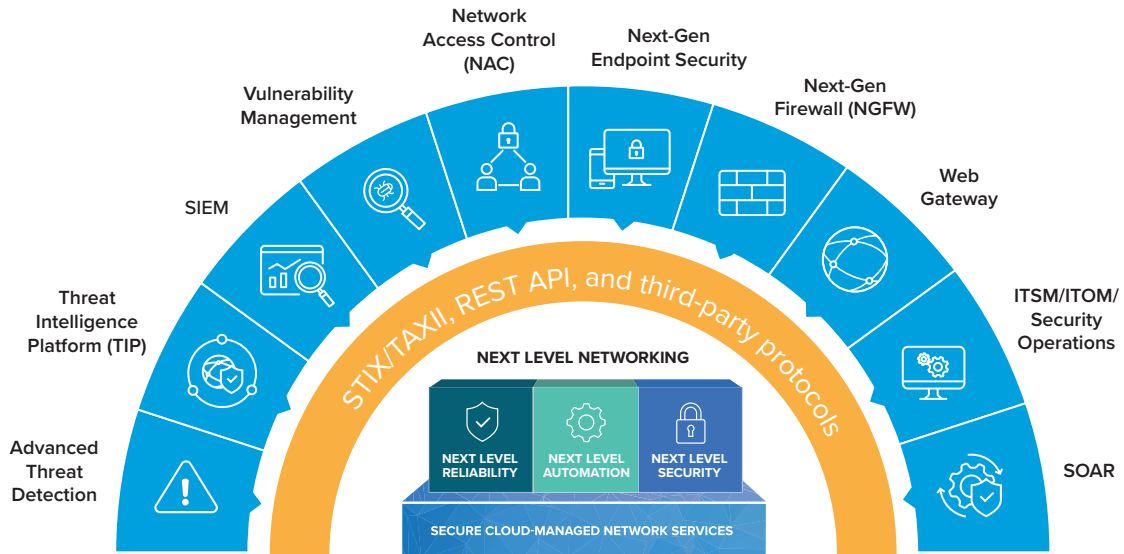 Network
Access Control
(NAC)
Next-Gen
Endpoint Security
Vulnerability
Management
Next-Gen
Firewall (NGFW)
SIEM
Web
Gateway
Threat
Intelligence
Platform (TIP)
ITSM/ITOM/
Security
Operations
Advanced
Threat
Detection
SOAR
STIX/TAXII, REST API, and third-party protocols
NEXT LEVEL NETWORKING
NEXT LEVEL
RELIABILITY
NEXT LEVEL
AUTOMATION
NEXT LEVEL
SECURITY
SECURE CLOUD-MANAGED NETWORK SERVICES